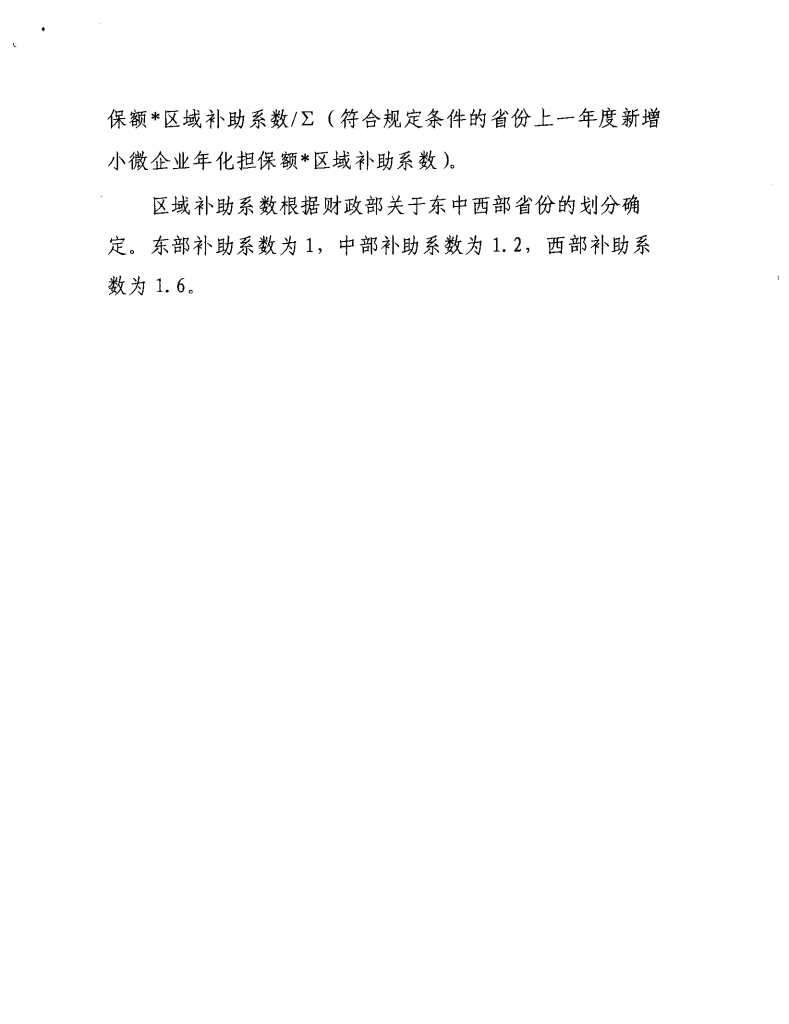 保额*区域补助系数/Σ（符合规定条件的省份上一年度新增
小微企业年化担保额*区域补助系数）。
区域补助系数根据财政部关于东中西部省份的划分确
定。东部补助系数为 1，中部补助系数为 1.2，西部补助系
数为 1.6。